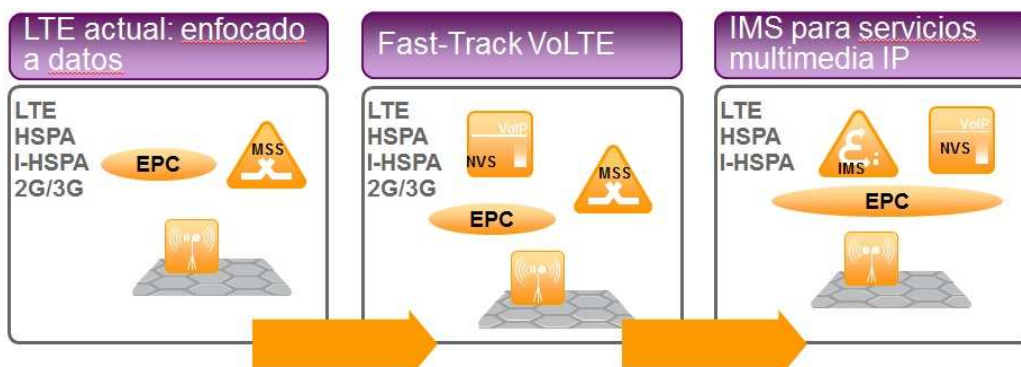 LTE actual: enfocado
a datos
LTE
HSPA
I-HSPA
2G/3G
EPC
MSS
Fast-Track VoLTE
LTE
HSPA
I-HSPA
2G/3G
VoIP
NVS
MSS
EPC
IMS para servicios
multimedia IP
LTE
HSPA
I-HSPA
IMS
VoIP
NVS
EPC